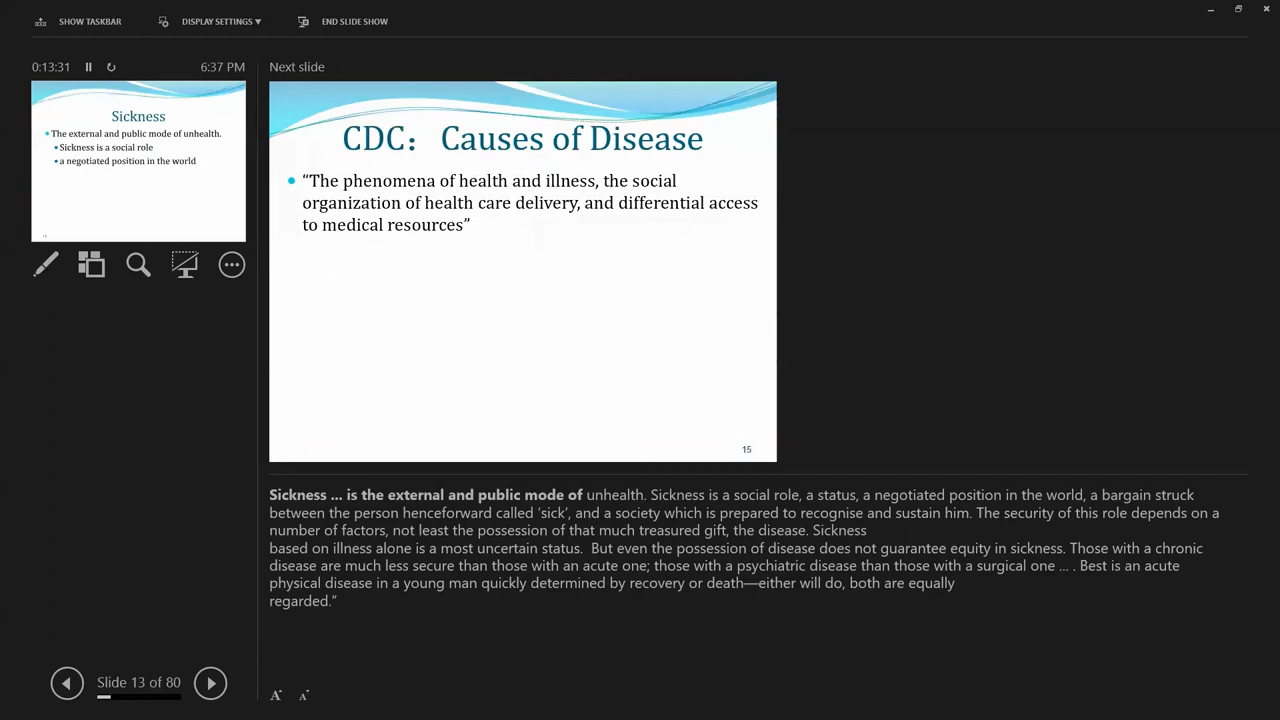 SHOW TASKBAR
DISPLAY SETTINGS ▼
END SLIDE SHOW
0:13:31
6:37 PM
Next slide
Sickness
• The external and public mode of unhealth.
• Sickness is a social role
• a negotiated position in the world
CDC： Causes of Disease
• “The phenomena of health and illness, the social
organization of health care delivery, and differential access
to medical resources”
15
Sickness ... is the external and public mode of unhealth. Sickness is a social role, a status, a negotiated position in the world, a bargain struck
between the person henceforward called ‘sick’, and a society which is prepared to recognise and sustain him. The security of this role depends on a
number of factors, not least the possession of that much treasured gift, the disease. Sickness
based on illness alone is a most uncertain status.  But even the possession of disease does not guarantee equity in sickness. Those with a chronic
disease are much less secure than those with an acute one; those with a psychiatric disease than those with a surgical one ... . Best is an acute
physical disease in a young man quickly determined by recovery or death—either will do, both are equally
regarded.”
Slide 13 of 80
A
A